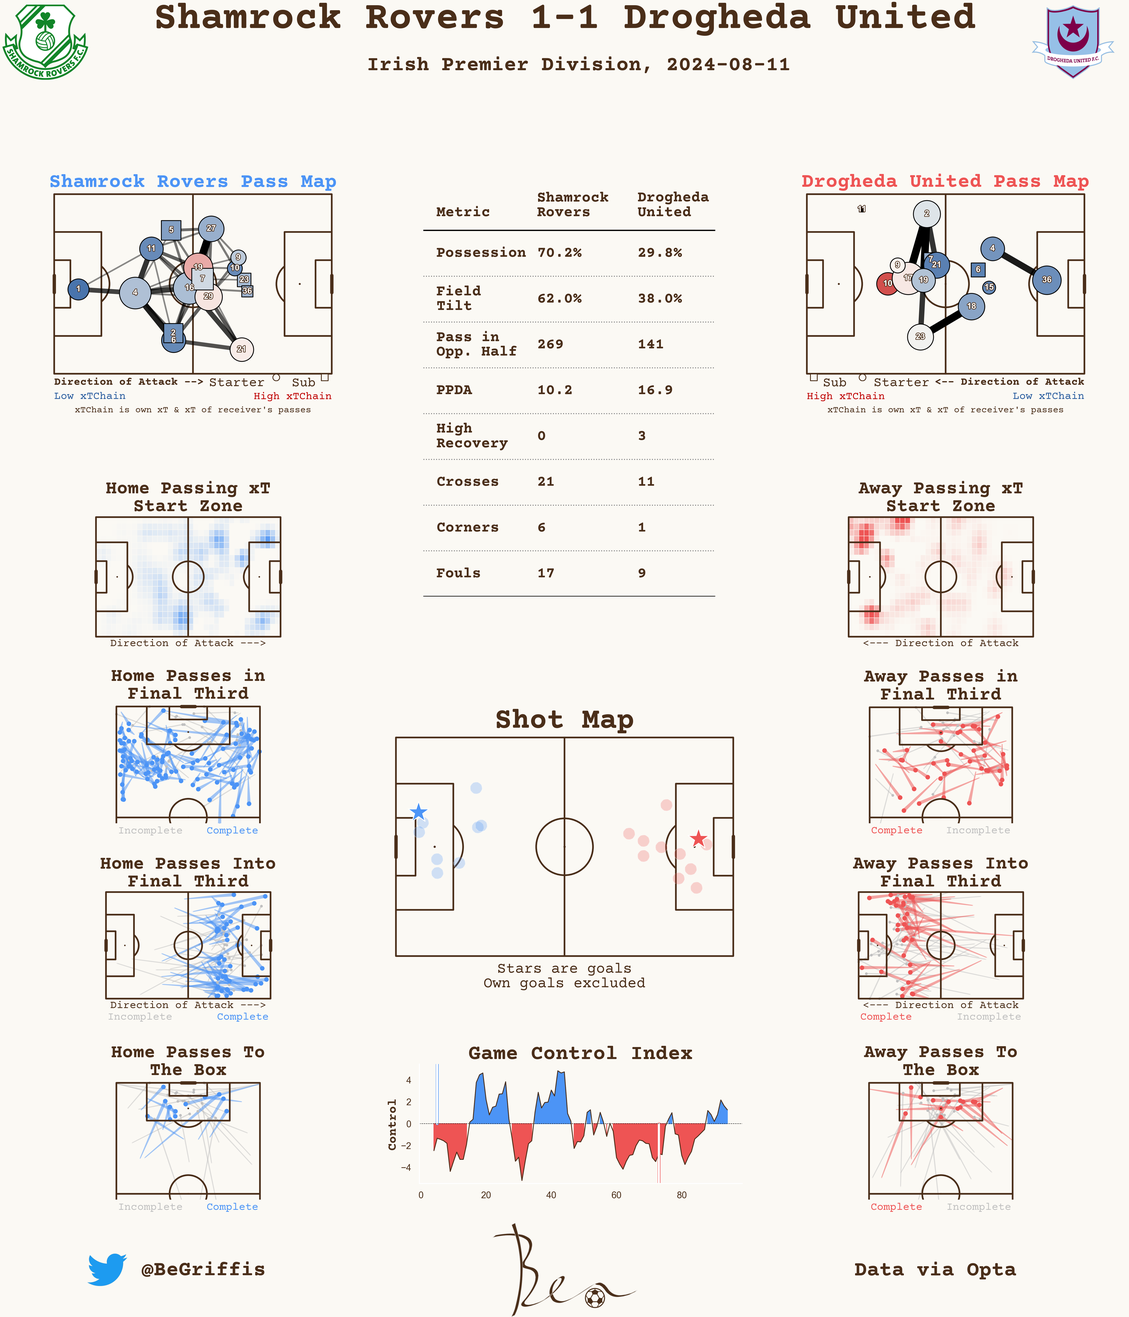 Shamrock Rovers 1-1 Drogheda United
Irish Premier Division, 2024-08-11
SHAMROCK ROVERS F.C.
DROGHEDA UNITED F.C.
Shamrock Rovers Pass Map
5
27
11
9
10
19
7
1
4
16
29
23
36
2
6
21
Direction of Attack --> Starter Sub
Low xTChain High xTChain
xTChain is own xT & xT of receiver's passes
Metric Shamrock Rovers Drogheda United
Possession 70.2% 29.8%
Field Tilt 62.0% 38.0%
Pass in Opp. Half 269 141
PPDA 10.2 16.9
High Recovery 0 3
Crosses 21 11
Corners 6 1
Fouls 17 9
Drogheda United Pass Map
11
2
4
7
9
21
6
10
19
15
36
18
23
Sub Starter <-- Direction of Attack
High xTChain Low xTChain
xTChain is own xT & xT of receiver's passes
Home Passing xT
Start Zone
Direction of Attack --->
Away Passing xT
Start Zone
<--- Direction of Attack
Home Passes in
Final Third
Incomplete Complete
Away Passes in
Final Third
Complete Incomplete
Shot Map
Stars are goals
Own goals excluded
Home Passes Into
Final Third
Direction of Attack --->
Incomplete Complete
Away Passes Into
Final Third
<--- Direction of Attack
Complete Incomplete
Home Passes To
The Box
Incomplete Complete
Game Control Index
Control
4
2
0
−2
−4
0 20 40 60 80
Away Passes To
The Box
Complete Incomplete
@BeGriffis
Bea
Data via Opta